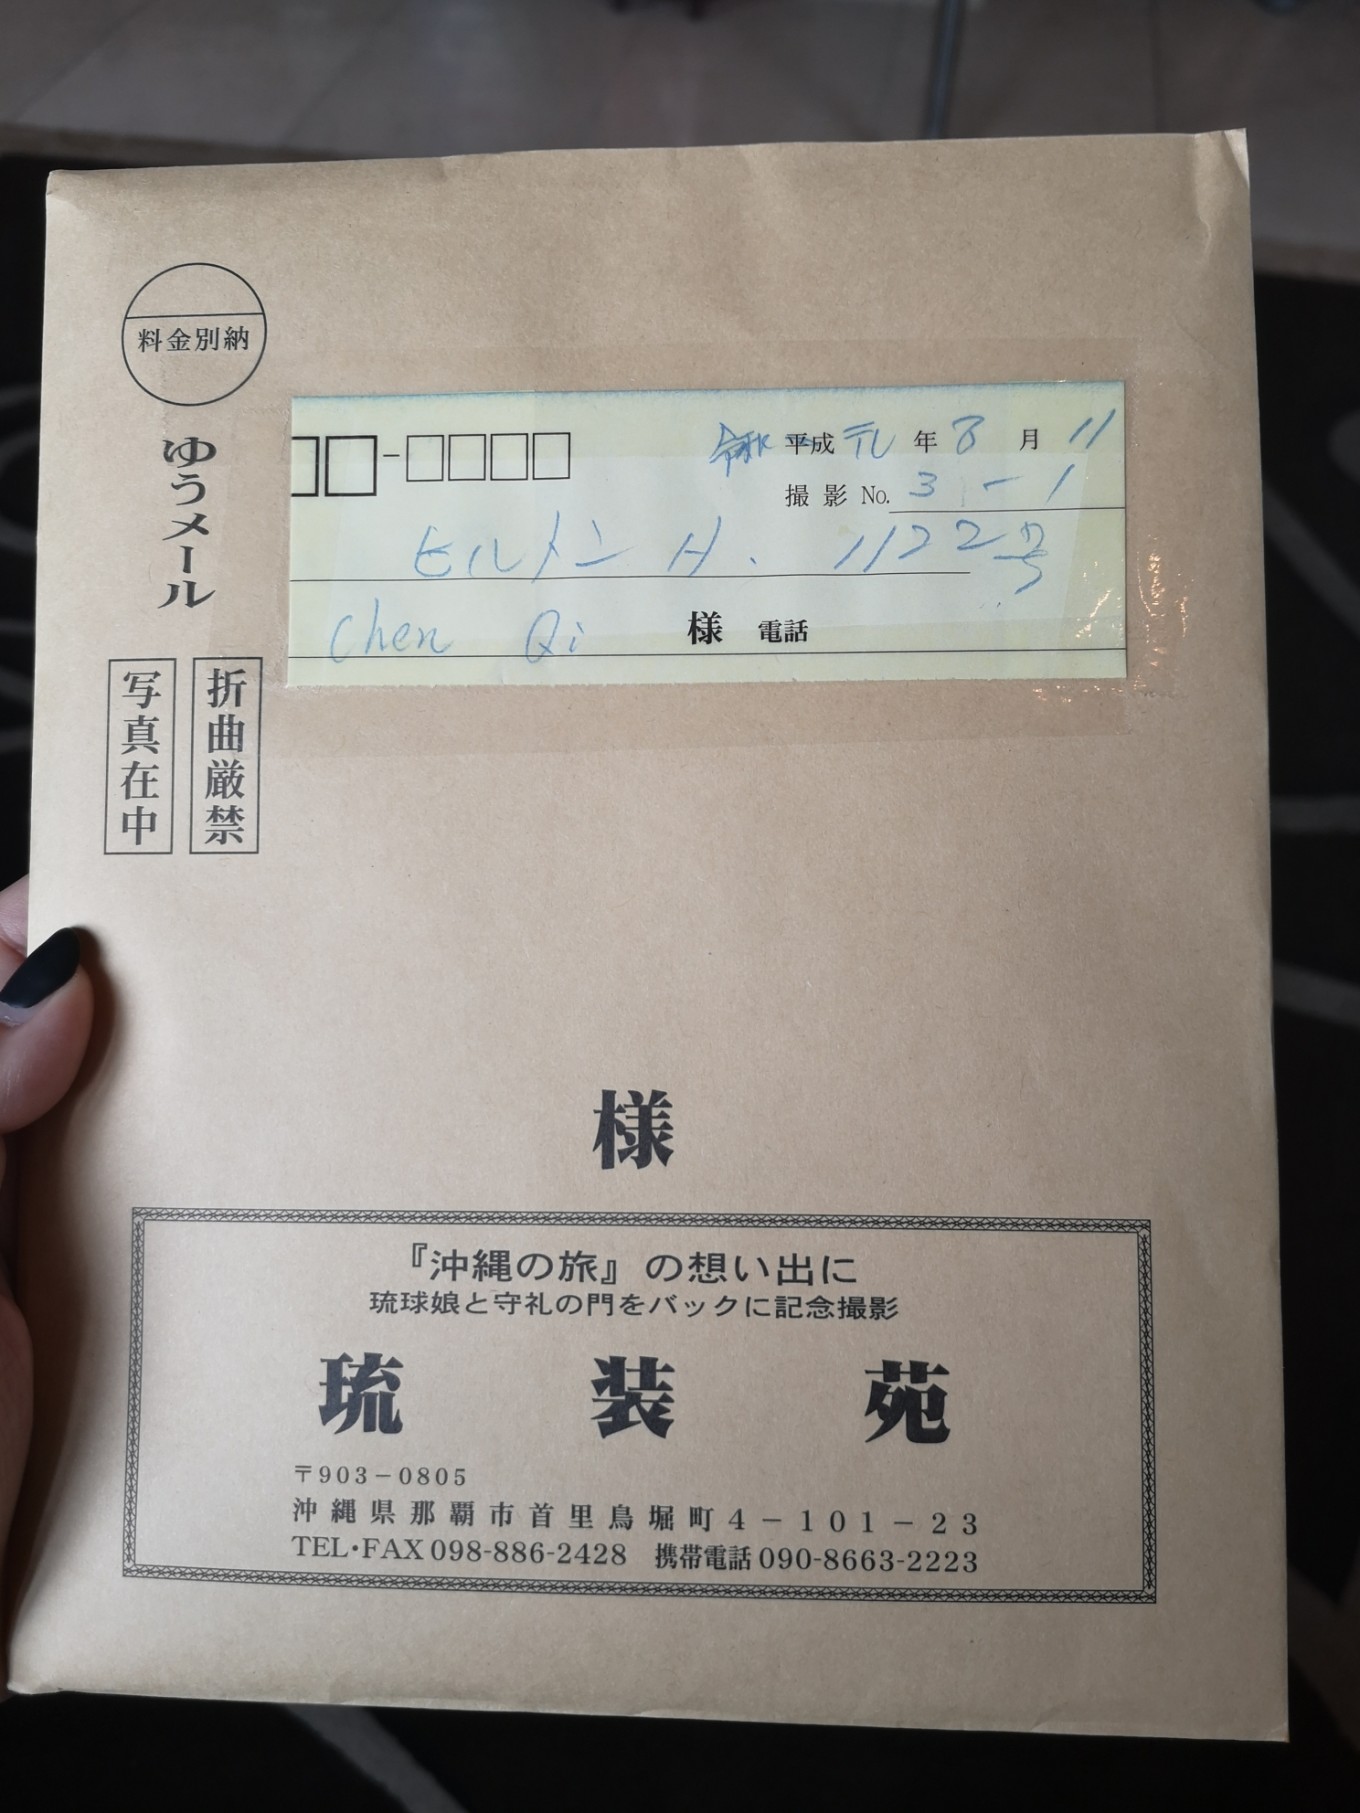 料金別納
ゆうメール
折曲厳禁
写真在中
令和 平成 元 年 8 月 11
撮影 No. 3-1
ヒルトン H. 1122号
Chen Qi 様 電話
様
『沖縄の旅』の想い出に
琉球娘と守礼の門をバックに記念撮影
琉装苑
〒903-0805
沖縄県那覇市首里鳥堀町4-101-23
TEL・FAX 098-886-2428 携帯電話 090-8663-2223